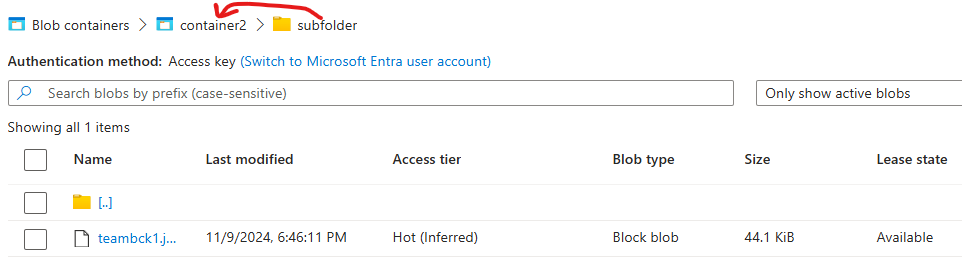 Blob containers > container2 > subfolder
Authentication method: Access key (Switch to Microsoft Entra user account)
Search blobs by prefix (case-sensitive) Only show active blobs
Showing all 1 items
Name Last modified Access tier Blob type Size Lease state
[..]
teambck1.j... 11/9/2024, 6:46:11 PM Hot (Inferred) Block blob 44.1 KiB Available